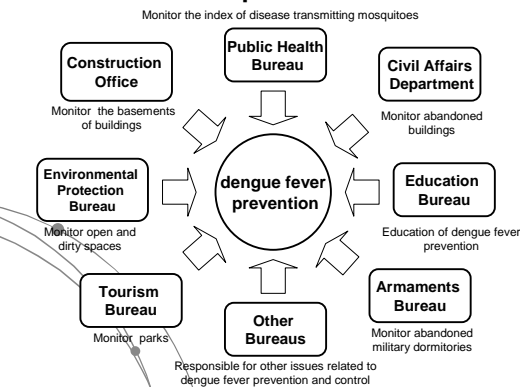 Monitor the index of disease transmitting mosquitoes
Public Health
Bureau
Construction
Office
Monitor the basements
of buildings
Civil Affairs
Department
Monitor abandoned
buildings
Environmental
Protection
Bureau
Monitor open and
dirty spaces
dengue fever
prevention
Education
Bureau
Education of dengue fever
prevention
Tourism
Bureau
Monitor parks
Other
Bureaus
Responsible for other issues related to
dengue fever prevention and control
Armaments
Bureau
Monitor abandoned
military dormitories